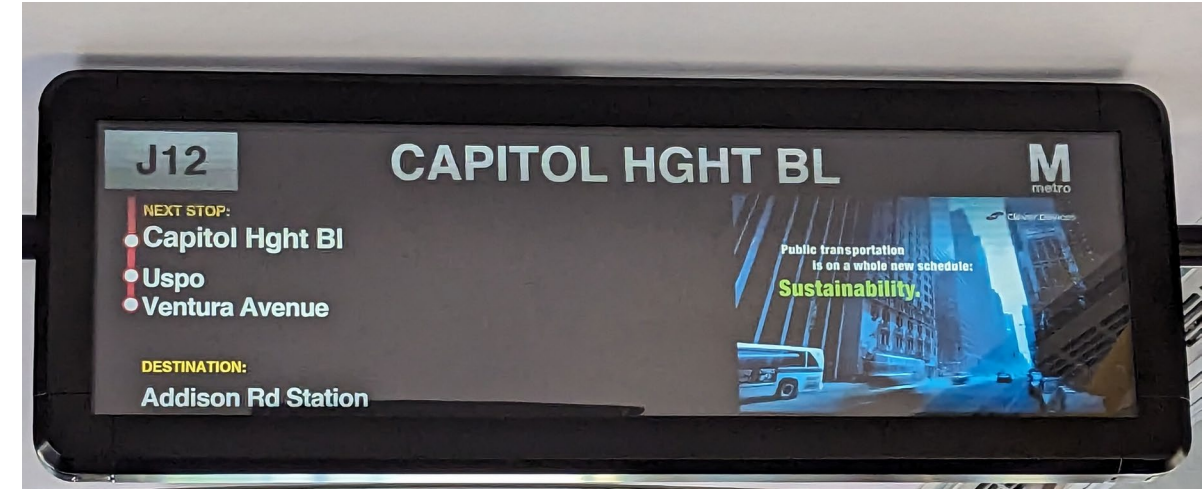 J12
CAPITOL HGHT BL
M
metro
NEXT STOP:
Capitol Hght Bl
Uspo
Ventura Avenue
DESTINATION:
Addison Rd Station
Clever Devices
Public transportation
is on a whole new schedule:
Sustainability.